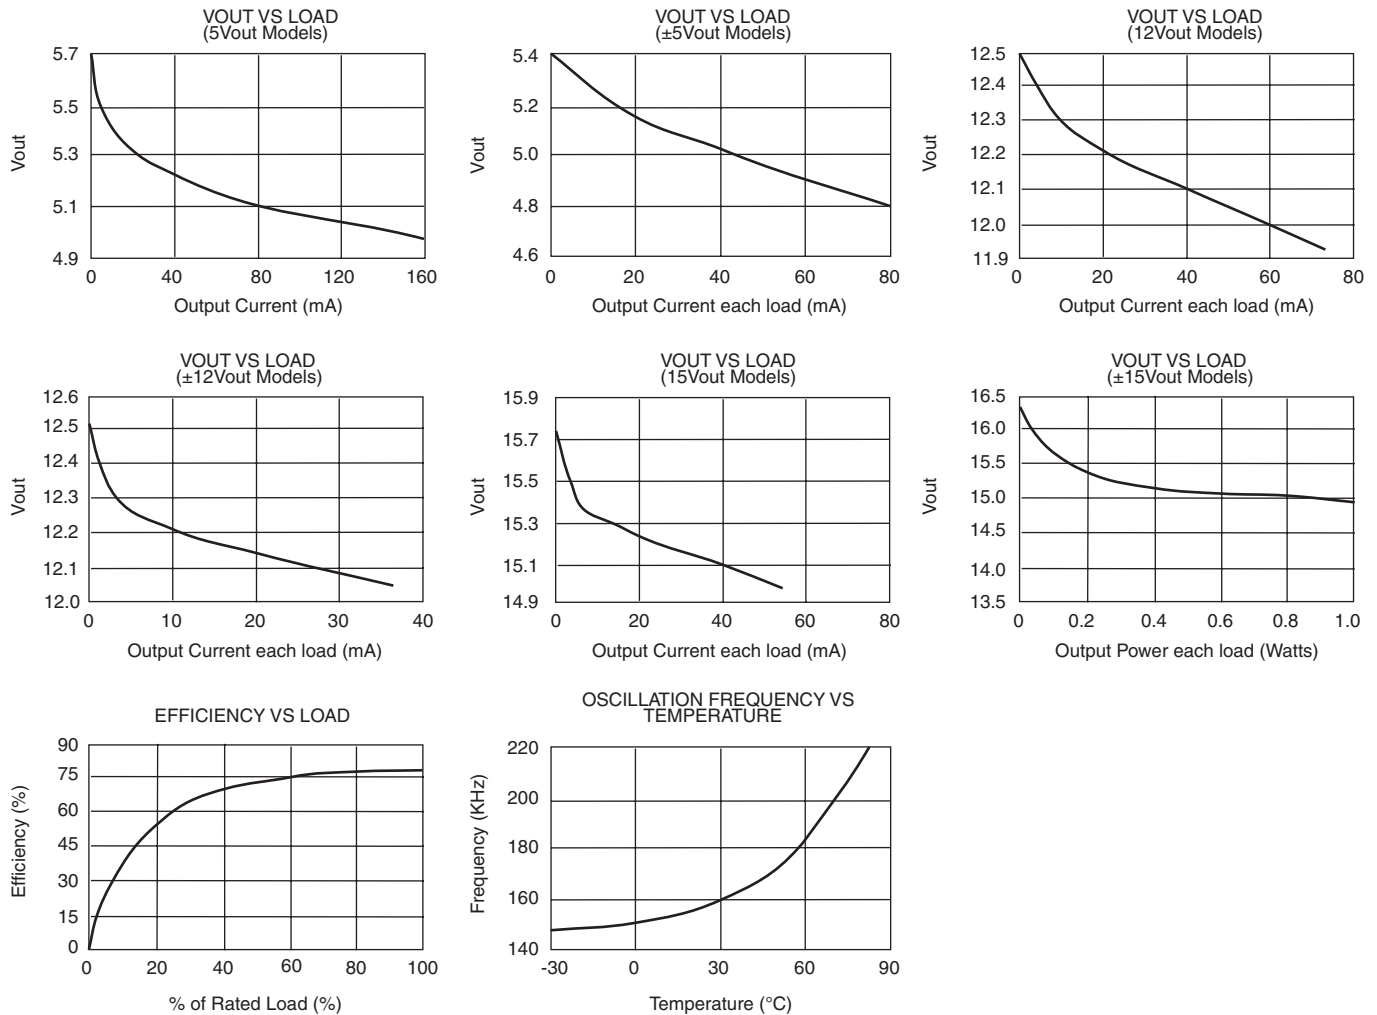 VOUT VS LOAD
(5Vout Models)
5.7
5.5
5.3
5.1
4.9
Vout
0 40 80 120 160
Output Current (mA)
VOUT VS LOAD
(±5Vout Models)
5.4
5.2
5.0
4.8
4.6
Vout
0 20 40 60 80
Output Current each load (mA)
VOUT VS LOAD
(12Vout Models)
12.5
12.4
12.3
12.2
12.1
12.0
11.9
Vout
0 20 40 60 80
Output Current each load (mA)
VOUT VS LOAD
(±12Vout Models)
12.6
12.5
12.4
12.3
12.2
12.1
12.0
Vout
0 10 20 30 40
Output Current each load (mA)
VOUT VS LOAD
(15Vout Models)
15.9
15.7
15.5
15.3
15.1
14.9
Vout
0 20 40 60 80
Output Current each load (mA)
VOUT VS LOAD
(±15Vout Models)
16.5
16.0
15.5
15.0
14.5
14.0
13.5
Vout
0 0.2 0.4 0.6 0.8 1.0
Output Power each load (Watts)
EFFICIENCY VS LOAD
90
75
60
45
30
15
0
Efficiency (%)
0 20 40 60 80 100
% of Rated Load (%)
OSCILLATION FREQUENCY VS
TEMPERATURE
220
200
180
160
140
Frequency (KHz)
-30 0 30 60 90
Temperature (°C)